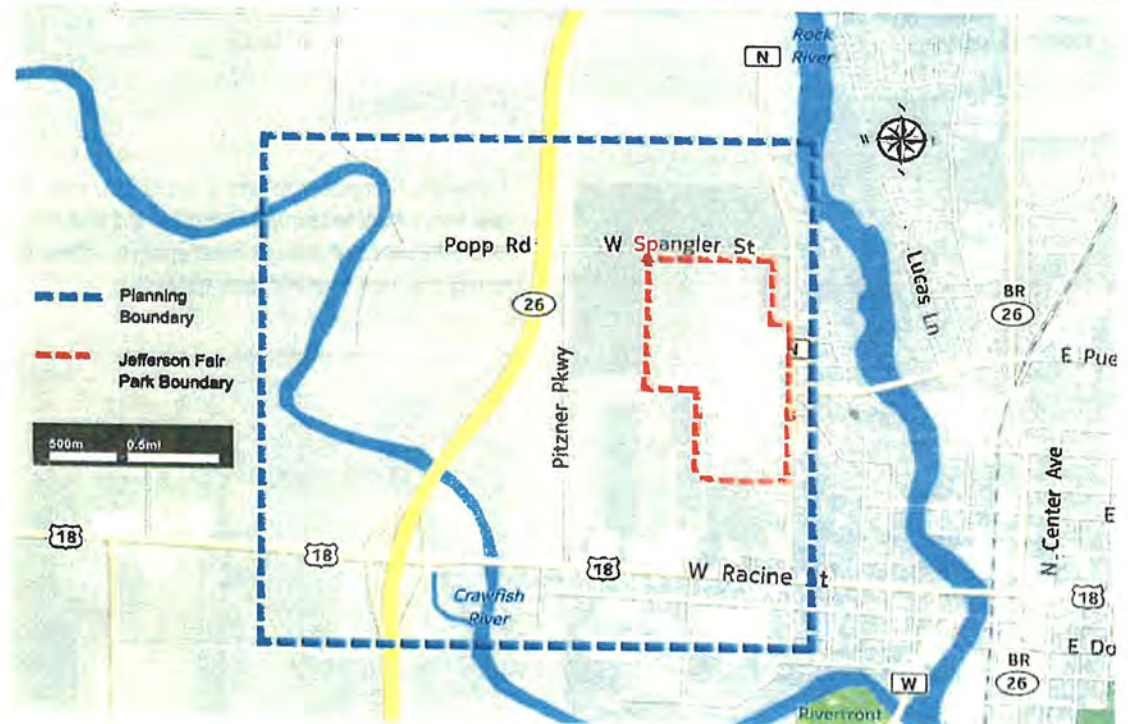 Rock
River
N
Popp Rd
W Spangler St
Lucas Ln
Planning
Boundary
26
BR
26
Jefferson Fair
Park Boundary
E Pue
Pitzner Pkwy
500m
0.5mi
N. Center Ave
E
18
18
18
W Racine
t
18
Crawfish
River
E Do
BR
26
W
Riverfront